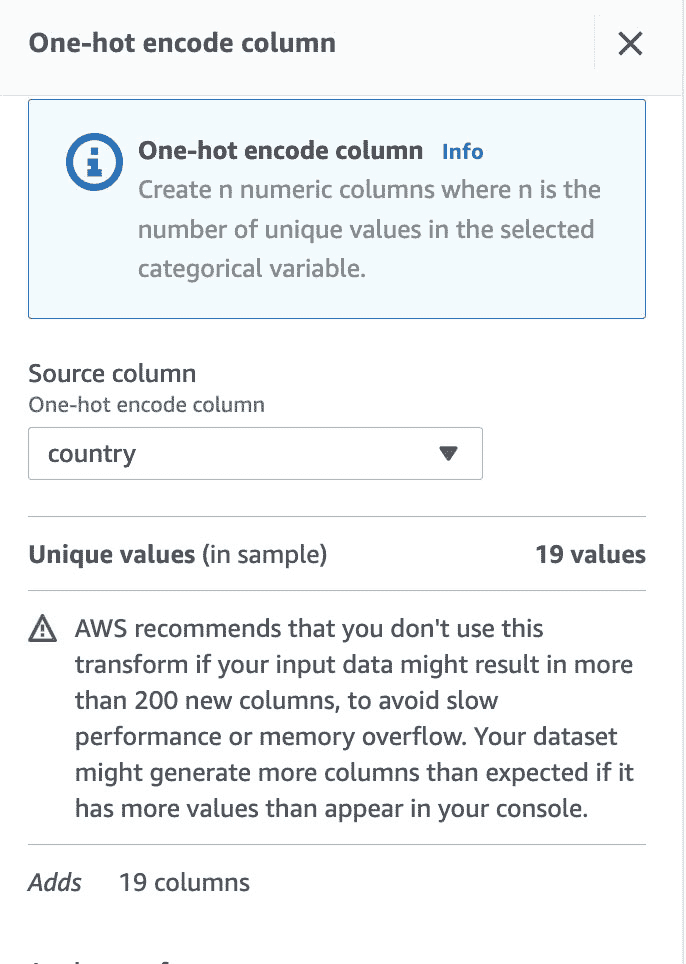 One-hot encode column
One-hot encode column Info
Create n numeric columns where n is the
number of unique values in the selected
categorical variable.
Source column
One-hot encode column
country
Unique values (in sample) 19 values
AWS recommends that you don't use this
transform if your input data might result in more
than 200 new columns, to avoid slow
performance or memory overflow. Your dataset
might generate more columns than expected if it
has more values than appear in your console.
Adds 19 columns